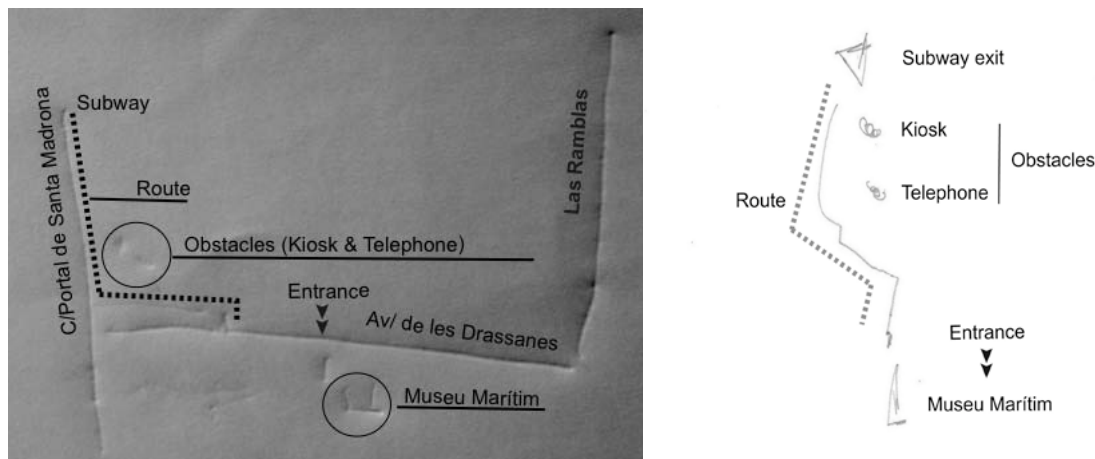 Subway
C/Portal de Santa Madrona
Route
Obstacles (Kiosk & Telephone)
Las Ramblas
Entrance
Av/ de les Drassanes
Museu Marítim
Subway exit
Kiosk
Obstacles
Telephone
Route
Entrance
Museu Marítim